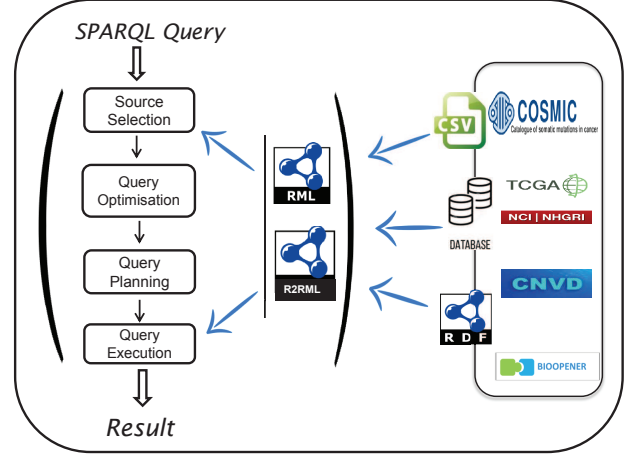 SPARQL Query
Source
Selection
Query
Optimisation
Query
Planning
Query
Execution
Result
RML
R2RML
CSV
DATABASE
R D F
COSMIC
Catalogue of somatic mutations in cancer
TCGA
NCI | NHGRI
CNVD
BIOOPENER